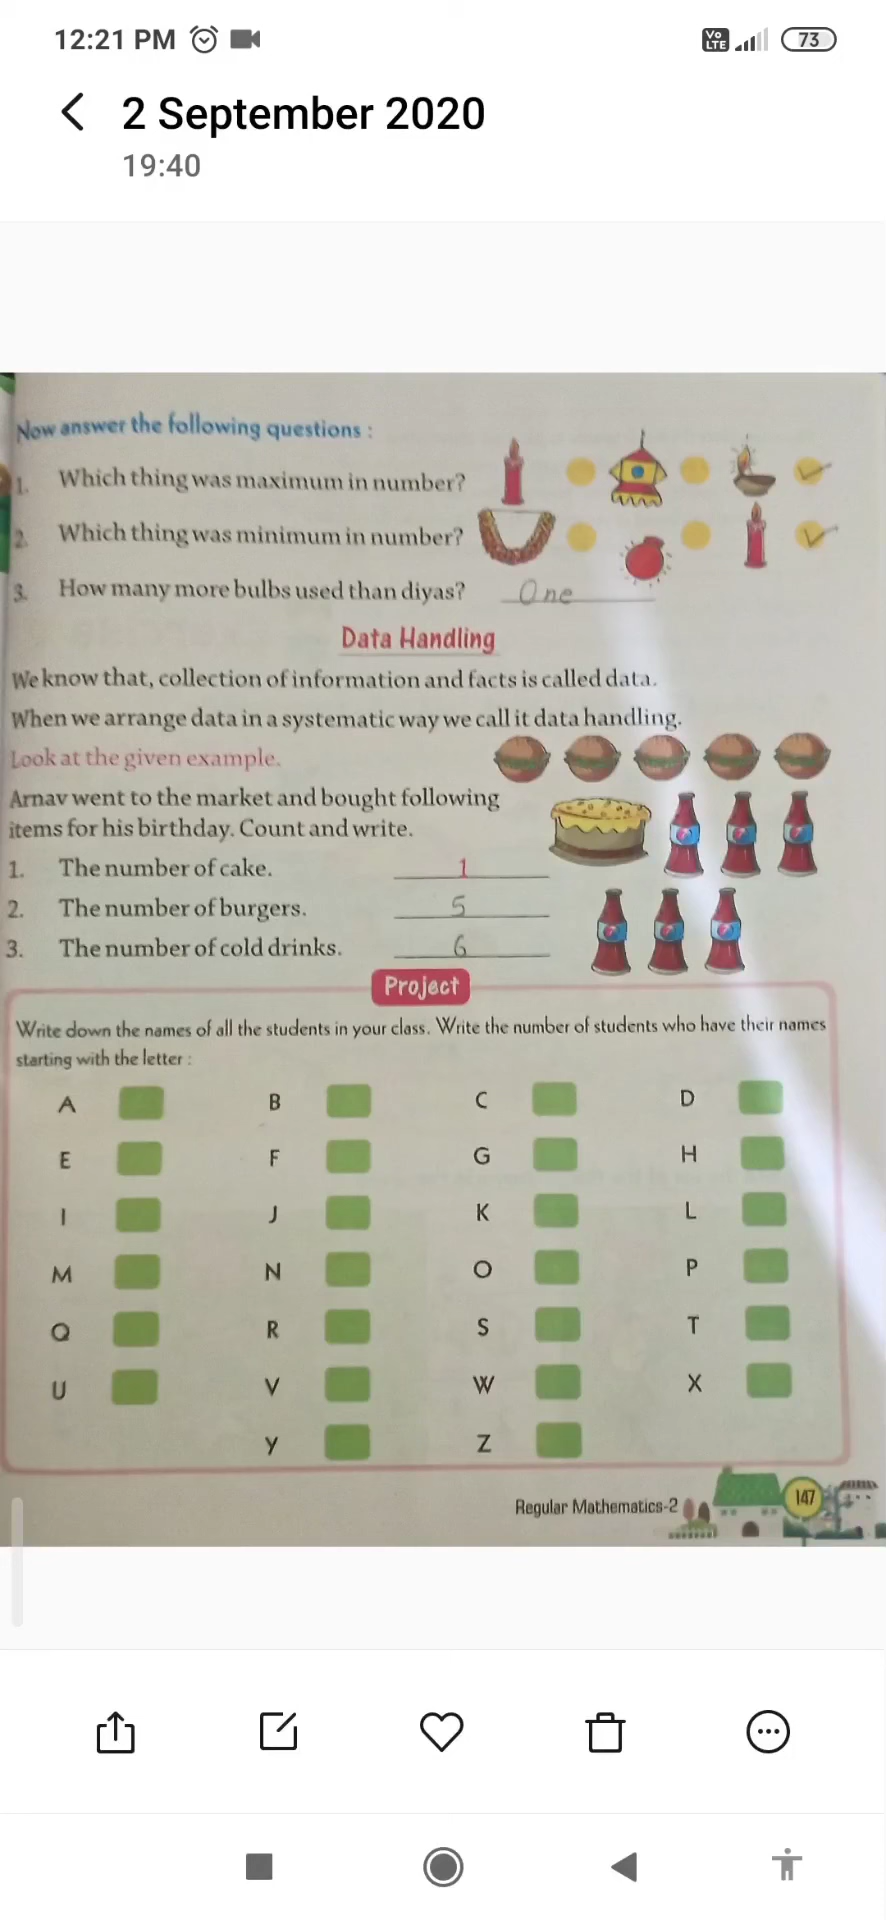 12:21 PM
Vo LTE 73
2 September 2020
19:40
Now answer the following questions :
1. Which thing was maximum in number?
2. Which thing was minimum in number?
3. How many more bulbs used than diyas? One
Data Handling
We know that, collection of information and facts is called data.
When we arrange data in a systematic way we call it data handling.
Look at the given example.
Arnav went to the market and bought following
items for his birthday. Count and write.
1. The number of cake. 1
2. The number of burgers. 5
3. The number of cold drinks. 6
Project
Write down the names of all the students in your class. Write the number of students who have their names
starting with the letter :
A B C D
E F G H
I J K L
M N O P
Q R S T
U V W X
Y Z
Regular Mathematics-2 147